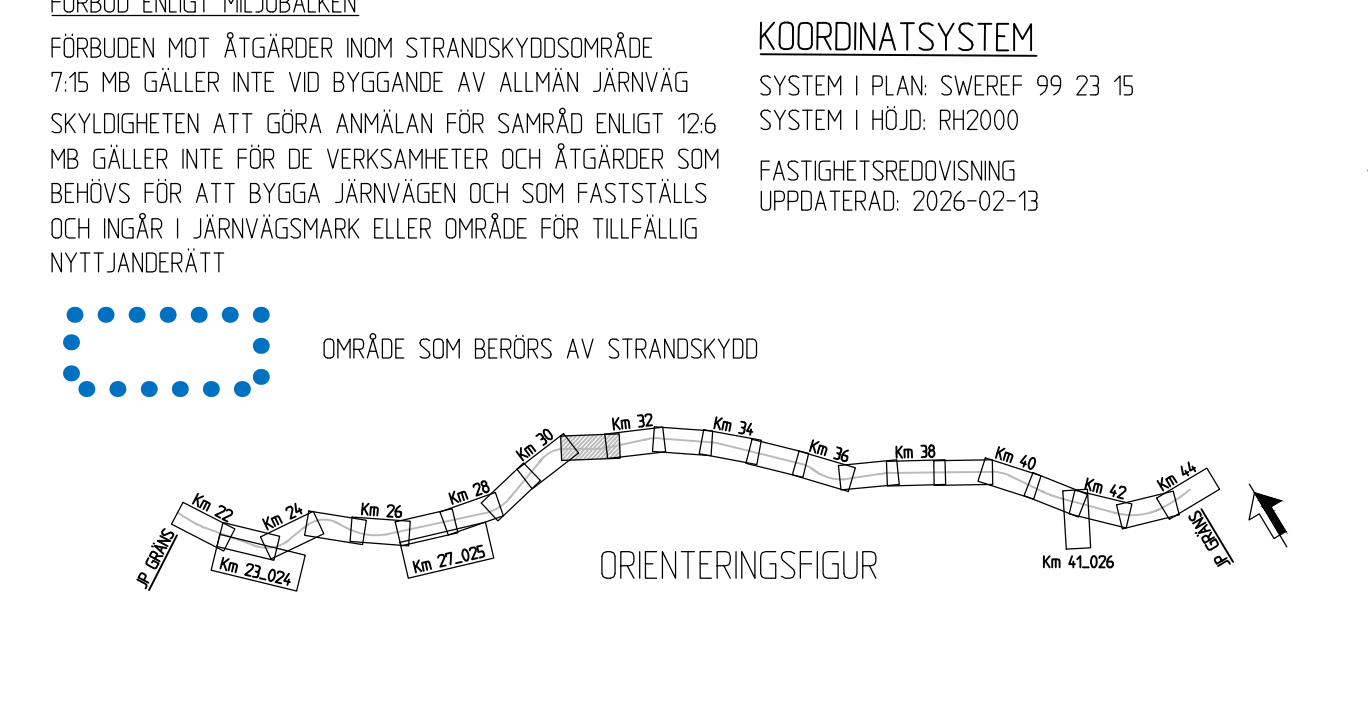 FÖRBUD ENLIGT MILJÖBALKEN
FÖRBUDEN MOT ÅTGÄRDER INOM STRANDSKYDDSOMRÅDE
7:15 MB GÄLLER INTE VID BYGGANDE AV ALLMÄN JÄRNVÄG
SKYLDIGHETEN ATT GÖRA ANMÄLAN FÖR SAMRÅD ENLIGT 12:6
MB GÄLLER INTE FÖR DE VERKSAMHETER OCH ÅTGÄRDER SOM
BEHÖVS FÖR ATT BYGGA JÄRNVÄGEN OCH SOM FASTSTÄLLS
OCH INGÅR I JÄRNVÄGSMARK ELLER OMRÅDE FÖR TILLFÄLLIG
NYTTJANDERÄTT
KOORDINATSYSTEM
SYSTEM I PLAN: SWEREF 99 23 15
SYSTEM I HÖJD: RH2000
FASTIGHETSREDOVISNING
UPPDATERAD: 2026-02-13
OMRÅDE SOM BERÖRS AV STRANDSKYDD
JP GRÄNS
Km 22
Km 23_024
Km 24
Km 26
Km 27_025
Km 28
Km 30
Km 32
Km 34
Km 36
Km 38
Km 40
Km 41_026
Km 42
Km 44
JP GRÄNS
ORIENTERINGSFIGUR